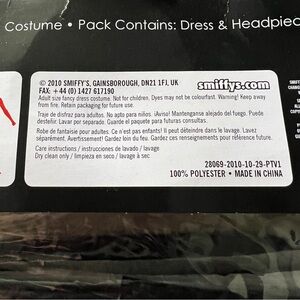 Costume • Pack Contains: Dress & Headpiec
© 2010 SMIFFY'S, GAINSBOROUGH, DN21 1F1, UK
FAX: + 44 (0) 1427 617190
smiffys.com
Adult size fancy dress costume. Not for children. Dyes may not be colourfast. Warning! Keep away
from fire. Retain packaging for future use.
Traje de disfraz para adultos. No apto para niños. ¡Aviso! Mantengase alejado del fuego. Puede
desteñir. Lavar por separado. Guarde el paquete para futuras consultas.
Robe de fantaisie pour adultes. Ce n'est pas enfants! Il peut déteindre dans le lavage. Lavez
séparement. Avertissement! Gardez loin du feu. Gardez ces renseignements pour référence future.
Care instructions / instrucciones de lavado / lavage
Dry clean only / limpieza en seco / lavage à sec
28069-2010-10-29-PTV1
100% POLYESTER • MADE IN CHINA